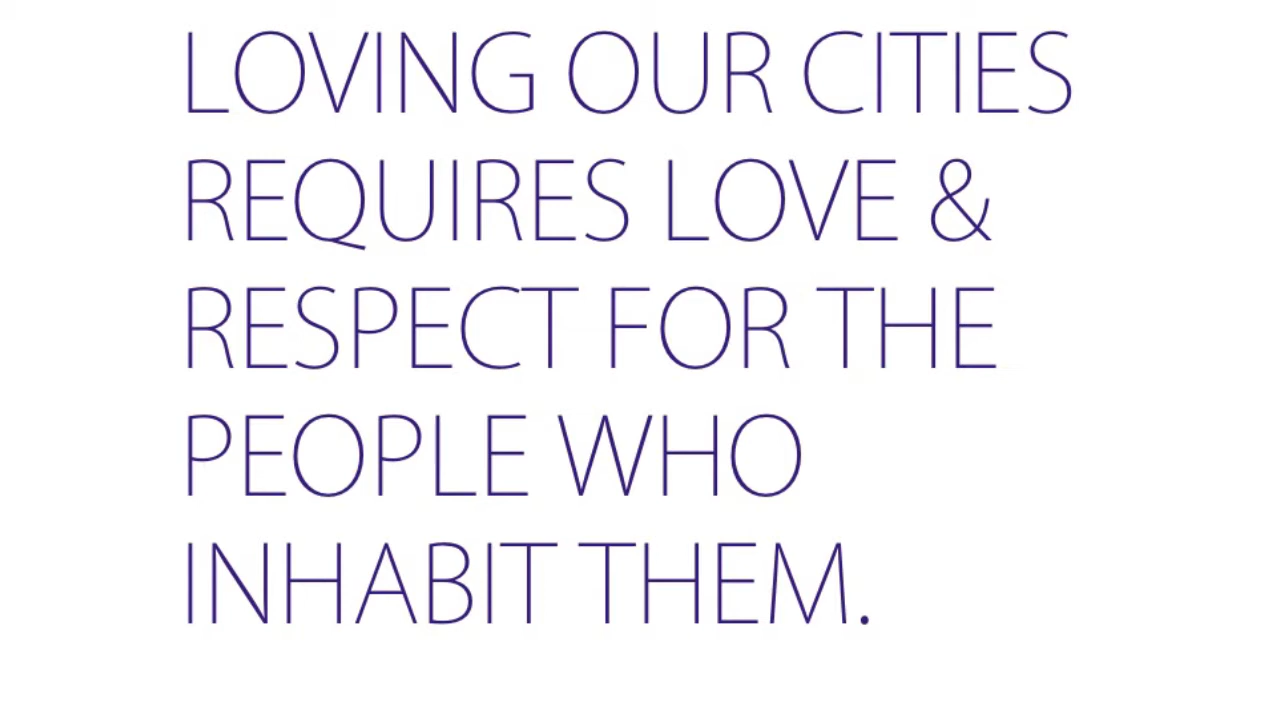 LOVING OUR CITIES
REQUIRES LOVE &
RESPECT FOR THE
PEOPLE WHO
INHABIT THEM.